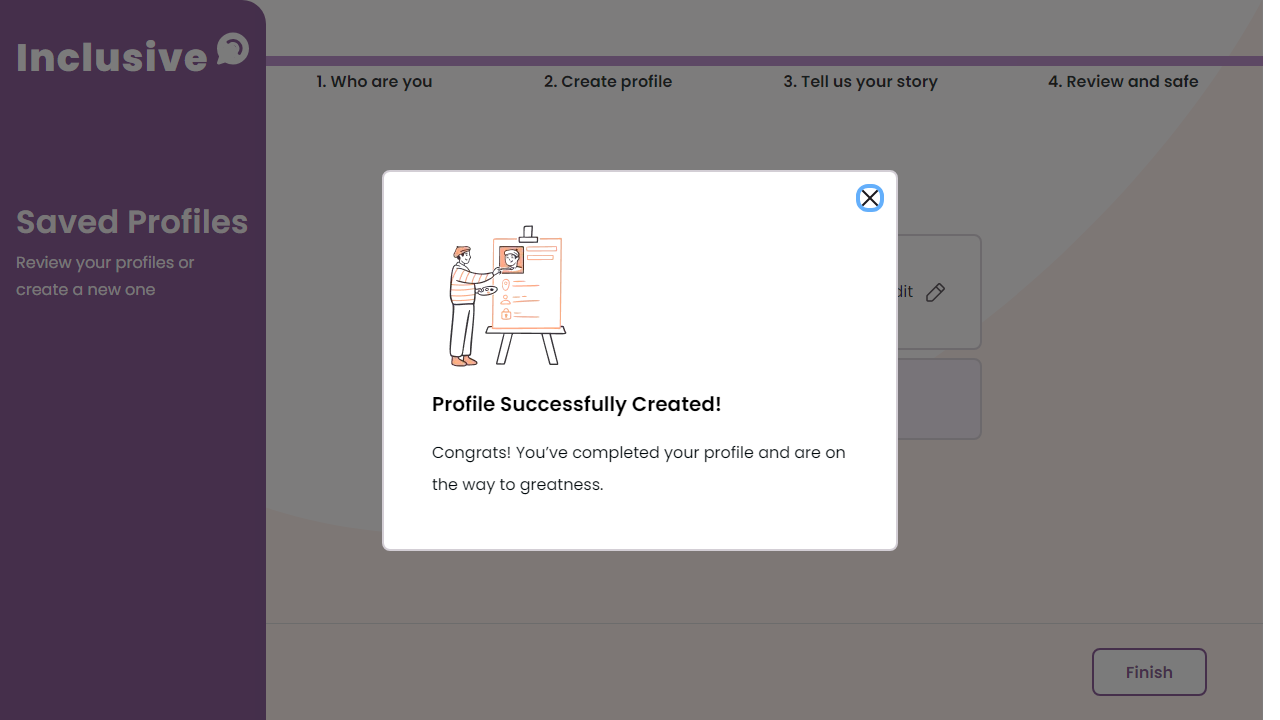 Inclusive
1. Who are you
2. Create profile
3. Tell us your story
4. Review and safe
Saved Profiles
Review your profiles or
create a new one
Profile Successfully Created!
Congrats! You’ve completed your profile and are on
the way to greatness.
Finish